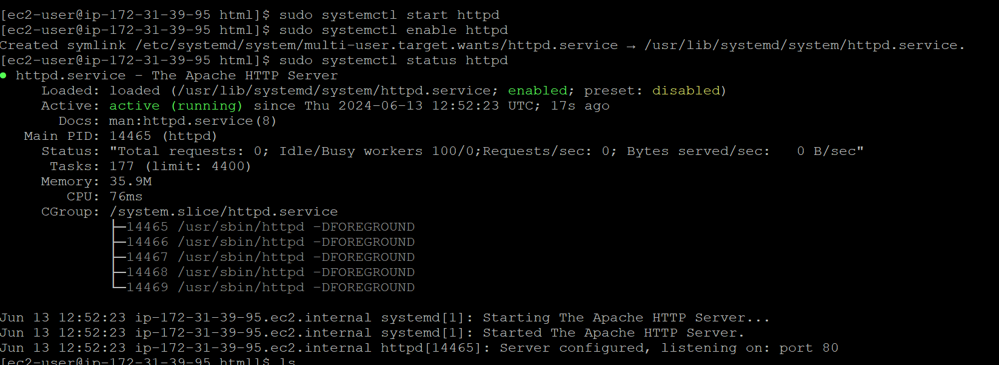 [ec2-user@ip-172-31-39-95 html]$ sudo systemctl start httpd
[ec2-user@ip-172-31-39-95 html]$ sudo systemctl enable httpd
Created symlink /etc/systemd/system/multi-user.target.wants/httpd.service → /usr/lib/systemd/system/httpd.service.
[ec2-user@ip-172-31-39-95 html]$ sudo systemctl status httpd
● httpd.service - The Apache HTTP Server
     Loaded: loaded (/usr/lib/systemd/system/httpd.service; enabled; preset: disabled)
     Active: active (running) since Thu 2024-06-13 12:52:23 UTC; 17s ago
       Docs: man:httpd.service(8)
   Main PID: 14465 (httpd)
     Status: "Total requests: 0; Idle/Busy workers 100/0;Requests/sec: 0; Bytes served/sec:   0 B/sec"
      Tasks: 177 (limit: 4400)
     Memory: 35.9M
        CPU: 76ms
     CGroup: /system.slice/httpd.service
             ├─14465 /usr/sbin/httpd -DFOREGROUND
             ├─14466 /usr/sbin/httpd -DFOREGROUND
             ├─14467 /usr/sbin/httpd -DFOREGROUND
             ├─14468 /usr/sbin/httpd -DFOREGROUND
             └─14469 /usr/sbin/httpd -DFOREGROUND
Jun 13 12:52:23 ip-172-31-39-95.ec2.internal systemd[1]: Starting The Apache HTTP Server...
Jun 13 12:52:23 ip-172-31-39-95.ec2.internal systemd[1]: Started The Apache HTTP Server.
Jun 13 12:52:23 ip-172-31-39-95.ec2.internal httpd[14465]: Server configured, listening on: port 80
[ec2-user@ip-172-31-39-95 html]$ ls